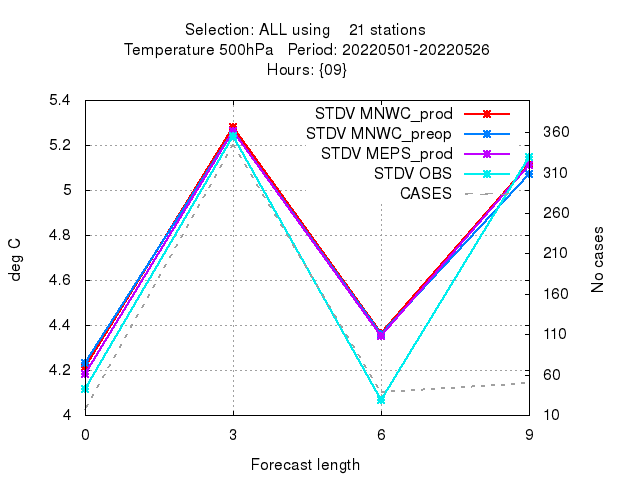 Selection: ALL using    21 stations
Temperature 500hPa   Period: 20220501-20220526
Hours: {09}
STDV MNWC_prod
STDV MNWC_preop
STDV MEPS_prod
STDV OBS
CASES
deg C
5.4
5.2
5
4.8
4.6
4.4
4.2
4
360
310
260
210
160
110
60
10
No cases
0 3 6 9
Forecast length